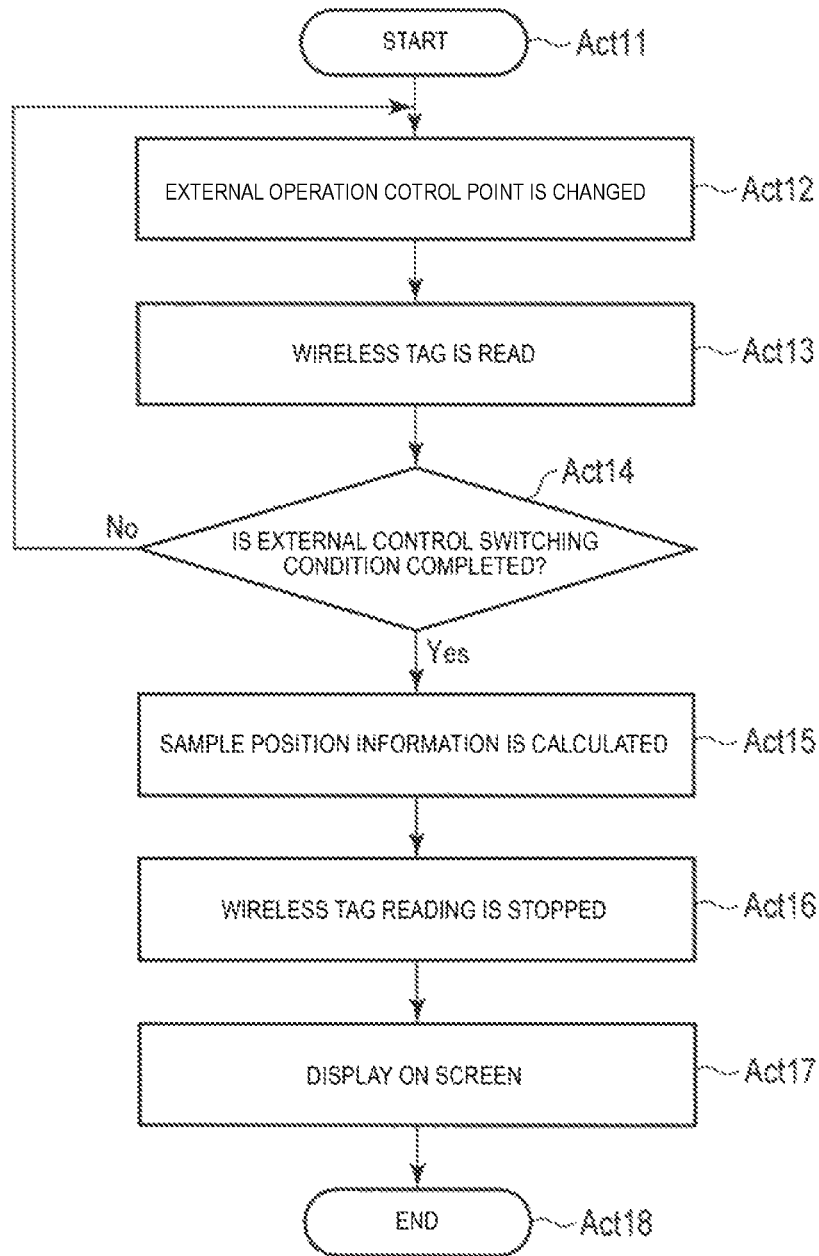 START
Act11
EXTERNAL OPERATION COTROL POINT IS CHANGED
Act12
WIRELESS TAG IS READ
Act13
Act14
No
IS EXTERNAL CONTROL SWITCHING
CONDITION COMPLETED?
Yes
SAMPLE POSITION INFORMATION IS CALCULATED
Act15
WIRELESS TAG READING IS STOPPED
Act16
DISPLAY ON SCREEN
Act17
END
Act18